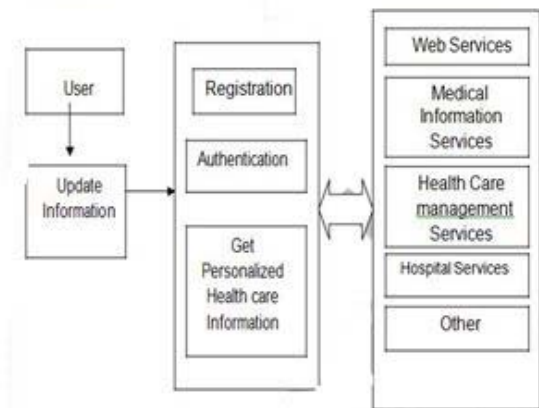 User
Update
Information
Registration
Authentication
Get
Personalized
Health care
Information
Web Services
Medical
Information
Services
Health Care
management
Services
Hospital Services
Other